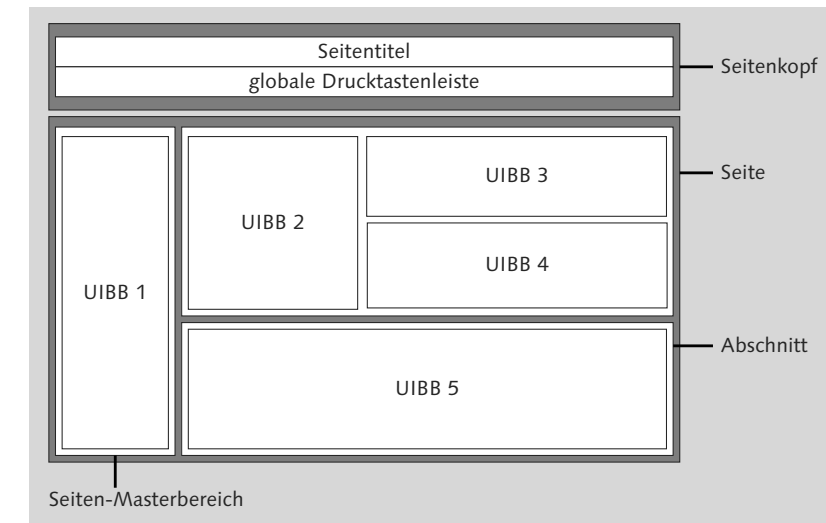 Seitentitel
globale Drucktastenleiste
Seitenkopf
UIBB 1
UIBB 2
UIBB 3
UIBB 4
Seite
UIBB 5
Abschnitt
Seiten-Masterbereich